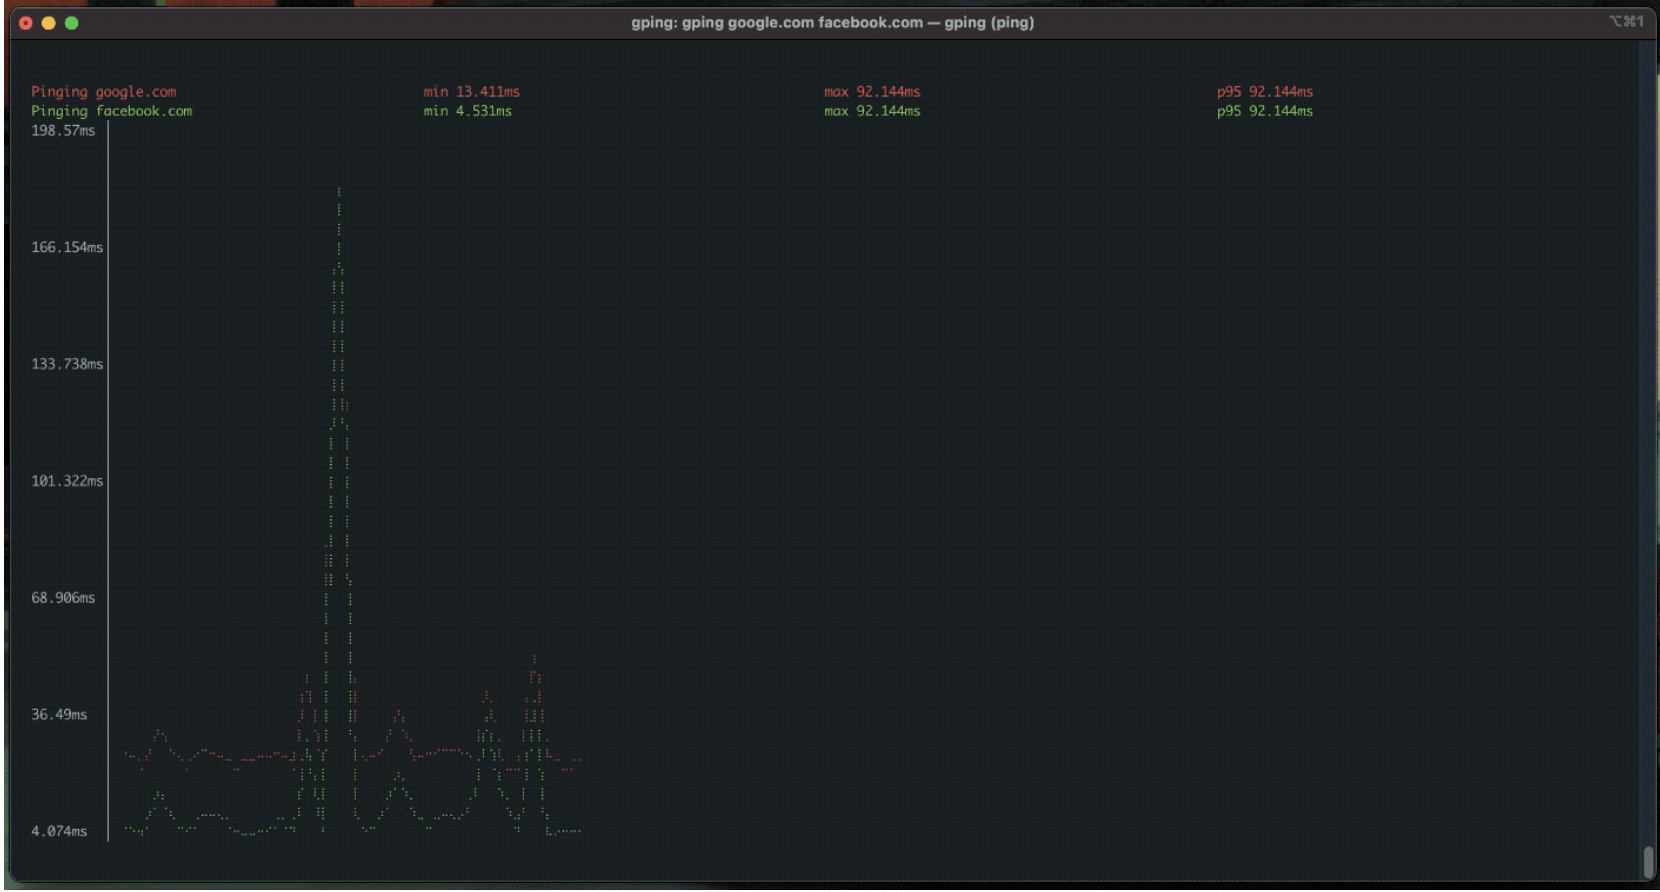 gping: gping google.com facebook.com — gping (ping)
⌥⌘1
Pinging google.com min 13.411ms max 92.144ms p95 92.144ms
Pinging facebook.com min 4.531ms max 92.144ms p95 92.144ms
198.57ms
166.154ms
133.738ms
101.322ms
68.906ms
36.49ms
4.074ms